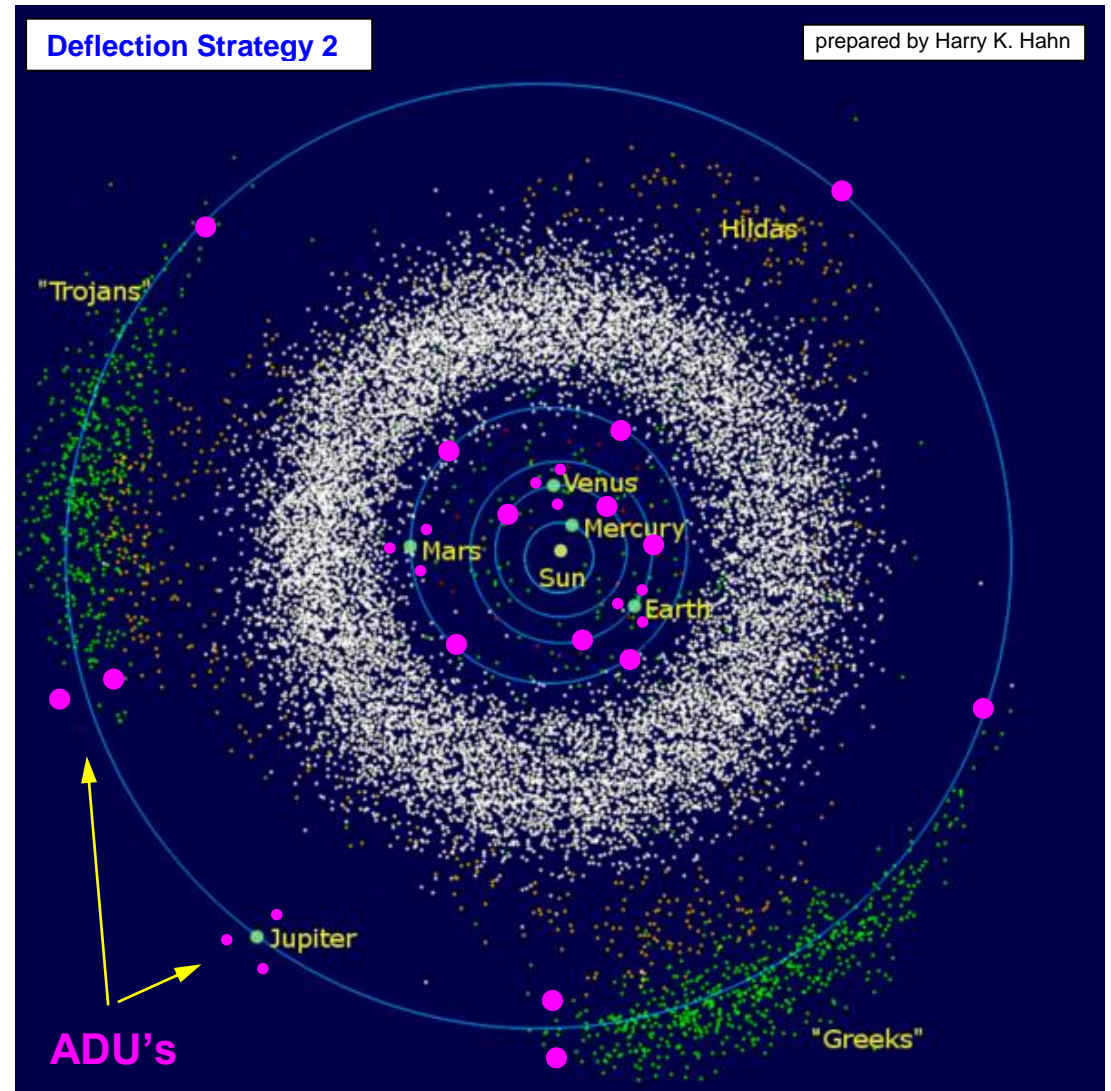 Deflection Strategy 2
prepared by Harry K. Hahn
Hildas
"Trojans"
Venus
Mercury
Mars
Sun
Earth
Jupiter
"Greeks"
ADU's